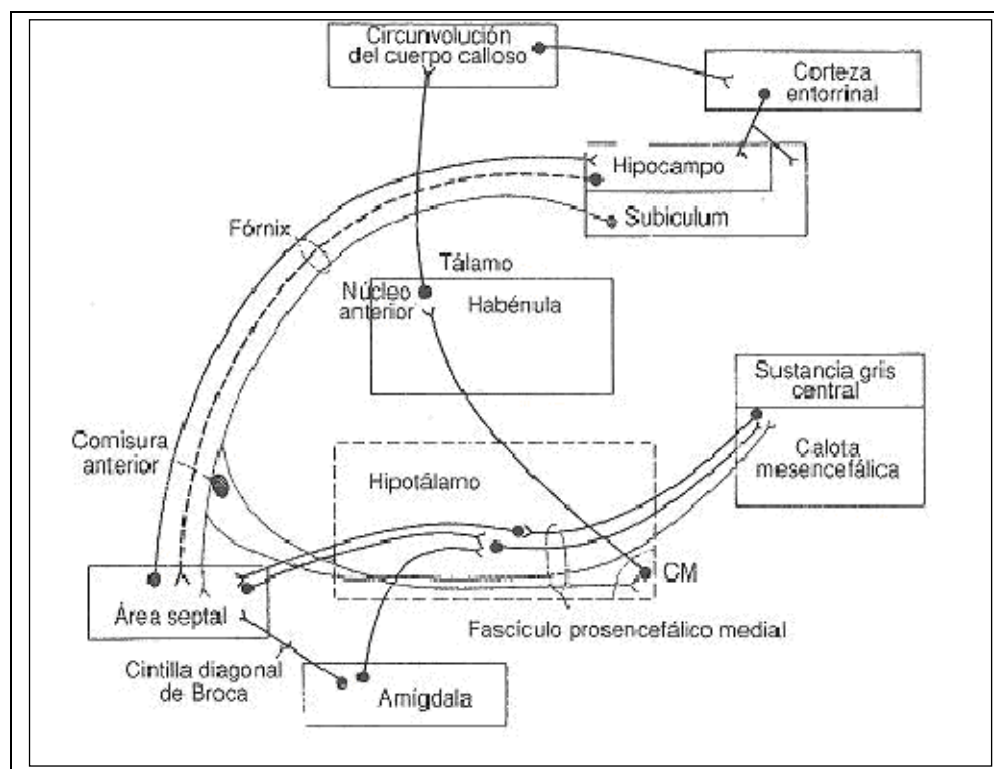 Circunvolución
del cuerpo calloso
Corteza
entorrinal
Hipocampo
Subiculum
Fórnix
Tálamo
Núcleo
anterior
Habénula
Sustancia gris
central
Calota
mesencefálica
Comisura
anterior
Hipotálamo
CM
Área septal
Fascículo prosencefálico medial
Cintilla diagonal
de Broca
Amígdala